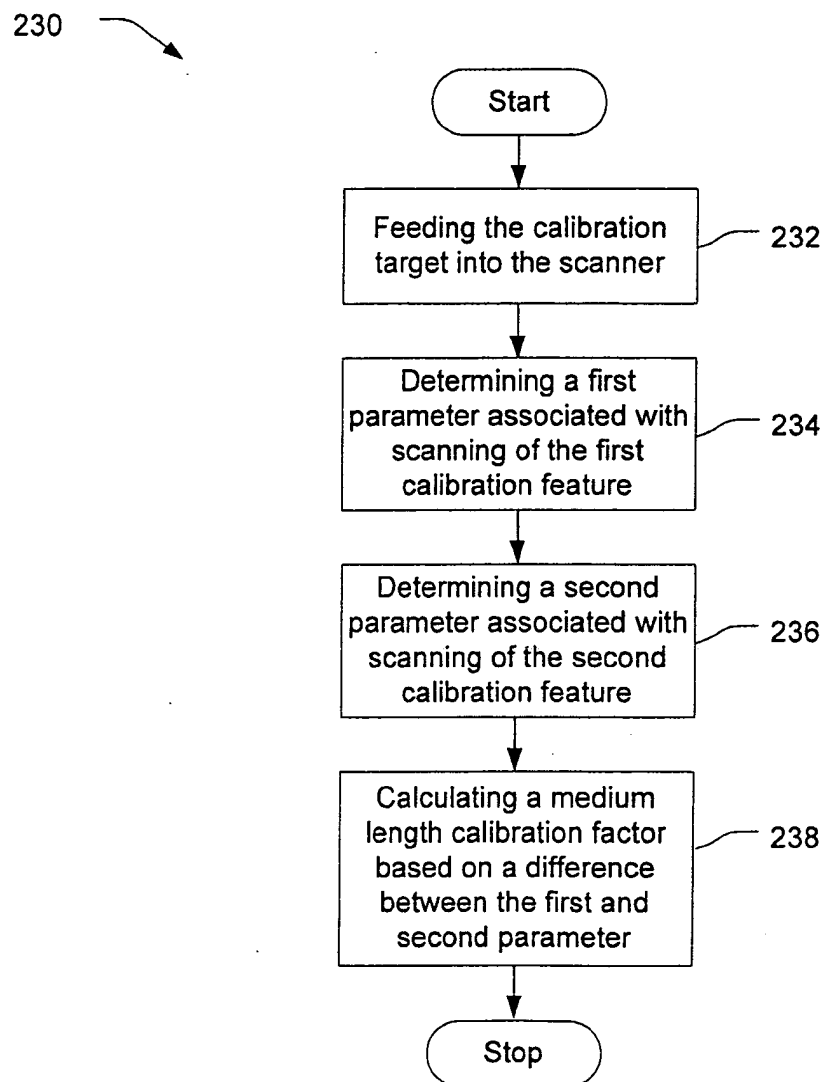 230
Start
Feeding the calibration
target into the scanner
232
Determining a first
parameter associated with
scanning of the first
calibration feature
234
Determining a second
parameter associated with
scanning of the second
calibration feature
236
Calculating a medium
length calibration factor
based on a difference
between the first and
second parameter
238
Stop